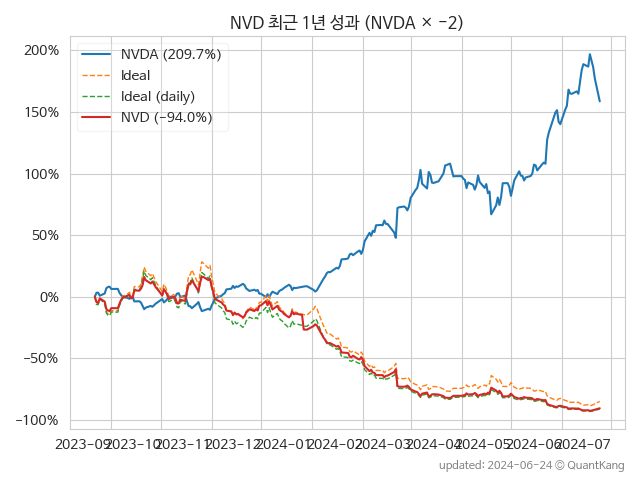 NVD 최근 1년 성과 (NVDA × −2)
200%
150%
100%
50%
0%
−50%
−100%
NVDA (209.7%)
Ideal
Ideal (daily)
NVD (−94.0%)
2023-09 2023-10 2023-11 2023-12 2024-01 2024-02 2024-03 2024-04 2024-05 2024-06 2024-07
updated: 2024-06-24 © QuantKang